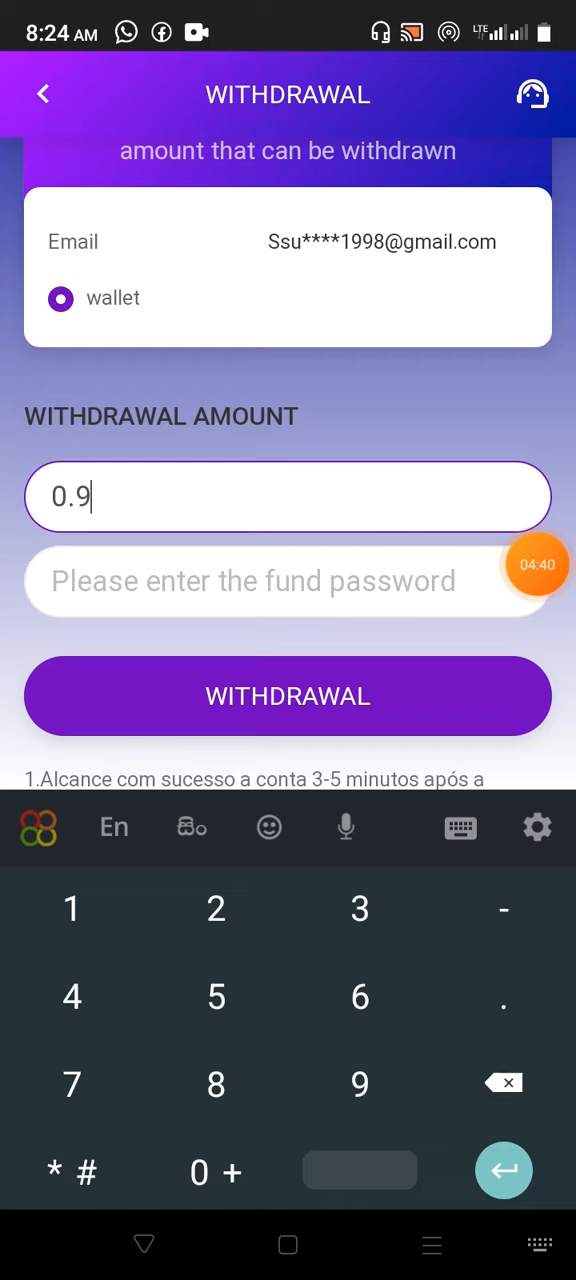 8:24 AM LTE
WITHDRAWAL
amount that can be withdrawn
Email Ssu****1998@gmail.com
wallet
WITHDRAWAL AMOUNT
0.9
Please enter the fund password
04:40
WITHDRAWAL
1.Alcance com sucesso a conta 3-5 minutos após a
En සිං
1 2 3 -
4 5 6 .
7 8 9
* # 0 +